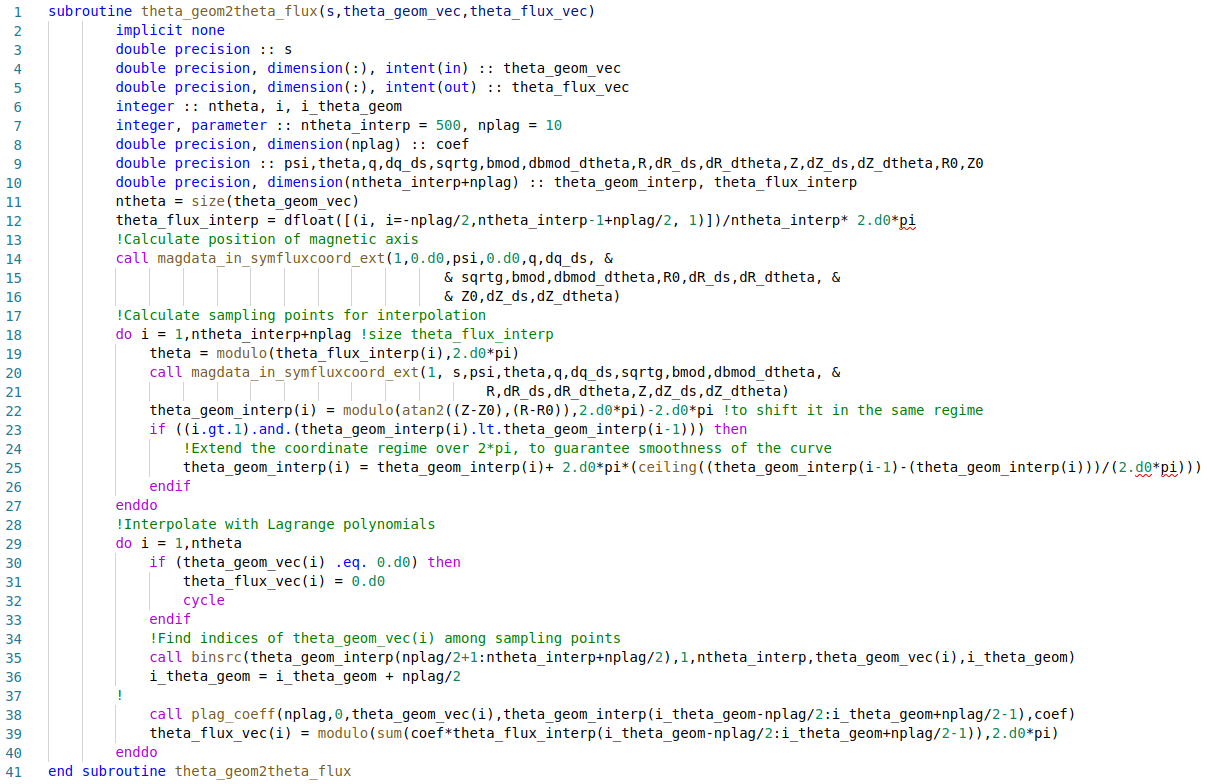 1 subroutine theta_geom2theta_flux(s,theta_geom_vec,theta_flux_vec)
2 implicit none
3 double precision :: s
4 double precision, dimension(:), intent(in) :: theta_geom_vec
5 double precision, dimension(:), intent(out) :: theta_flux_vec
6 integer :: ntheta, i, i_theta_geom
7 integer, parameter :: ntheta_interp = 500, nplag = 10
8 double precision, dimension(nplag) :: coef
9 double precision :: psi,theta,q,dq_ds,sqrtg,bmod,dbmod_dtheta,R,dR_ds,dR_dtheta,Z,dZ_ds,dZ_dtheta,R0,Z0
10 double precision, dimension(ntheta_interp+nplag) :: theta_geom_interp, theta_flux_interp
11 ntheta = size(theta_geom_vec)
12 theta_flux_interp = dfloat([(i, i=-nplag/2,ntheta_interp-1+nplag/2, 1)])/ntheta_interp* 2.d0*pi
13 !Calculate position of magnetic axis
14 call magdata_in_symfluxcoord_ext(1,0.d0,psi,0.d0,q,dq_ds, &
15 & sqrtg,bmod,dbmod_dtheta,R0,dR_ds,dR_dtheta, &
16 & Z0,dZ_ds,dZ_dtheta)
17 !Calculate sampling points for interpolation
18 do i = 1,ntheta_interp+nplag !size theta_flux_interp
19 theta = modulo(theta_flux_interp(i),2.d0*pi)
20 call magdata_in_symfluxcoord_ext(1, s,psi,theta,q,dq_ds,sqrtg,bmod,dbmod_dtheta, &
21 R,dR_ds,dR_dtheta,Z,dZ_ds,dZ_dtheta)
22 theta_geom_interp(i) = modulo(atan2((Z-Z0),(R-R0)),2.d0*pi)-2.d0*pi !to shift it in the same regime
23 if ((i.gt.1).and.(theta_geom_interp(i).lt.theta_geom_interp(i-1))) then
24 !Extend the coordinate regime over 2*pi, to guarantee smoothness of the curve
25 theta_geom_interp(i) = theta_geom_interp(i)+ 2.d0*pi*(ceiling((theta_geom_interp(i-1)-(theta_geom_interp(i)))/(2.d0*pi)))
26 endif
27 enddo
28 !Interpolate with Lagrange polynomials
29 do i = 1,ntheta
30 if (theta_geom_vec(i) .eq. 0.d0) then
31 theta_flux_vec(i) = 0.d0
32 cycle
33 endif
34 !Find indices of theta_geom_vec(i) among sampling points
35 call binsrc(theta_geom_interp(nplag/2+1:ntheta_interp+nplag/2),1,ntheta_interp,theta_geom_vec(i),i_theta_geom)
36 i_theta_geom = i_theta_geom + nplag/2
37 !
38 call plag_coeff(nplag,0,theta_geom_vec(i),theta_geom_interp(i_theta_geom-nplag/2:i_theta_geom+nplag/2-1),coef)
39 theta_flux_vec(i) = modulo(sum(coef*theta_flux_interp(i_theta_geom-nplag/2:i_theta_geom+nplag/2-1)),2.d0*pi)
40 enddo
41 end subroutine theta_geom2theta_flux